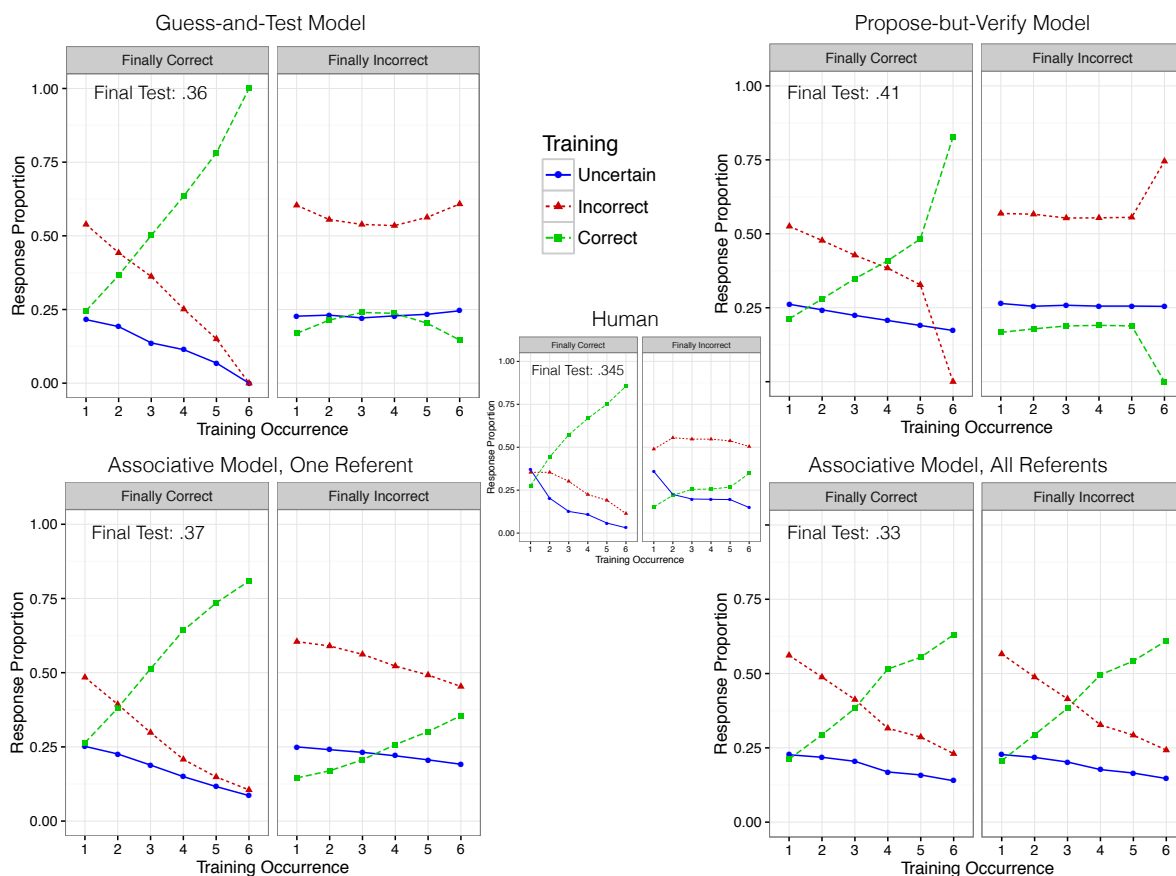 Guess-and-Test Model
Finally Correct
Finally Incorrect
Final Test: .36
1.00
0.75
0.50
0.25
0.00
Response Proportion
1 2 3 4 5 6
1 2 3 4 5 6
Training Occurrence
Propose-but-Verify Model
Finally Correct
Finally Incorrect
Final Test: .41
1.00
0.75
0.50
0.25
0.00
Response Proportion
1 2 3 4 5 6
1 2 3 4 5 6
Training Occurrence
Training
Uncertain
Incorrect
Correct
Human
Finally Correct
Finally Incorrect
Final Test: .345
1.00
0.75
0.50
0.25
0.00
Response Proportion
1 2 3 4 5 6
1 2 3 4 5 6
Training Occurrence
Associative Model, One Referent
Finally Correct
Finally Incorrect
Final Test: .37
1.00
0.75
0.50
0.25
0.00
Response Proportion
1 2 3 4 5 6
1 2 3 4 5 6
Training Occurrence
Associative Model, All Referents
Finally Correct
Finally Incorrect
Final Test: .33
1.00
0.75
0.50
0.25
0.00
Response Proportion
1 2 3 4 5 6
1 2 3 4 5 6
Training Occurrence